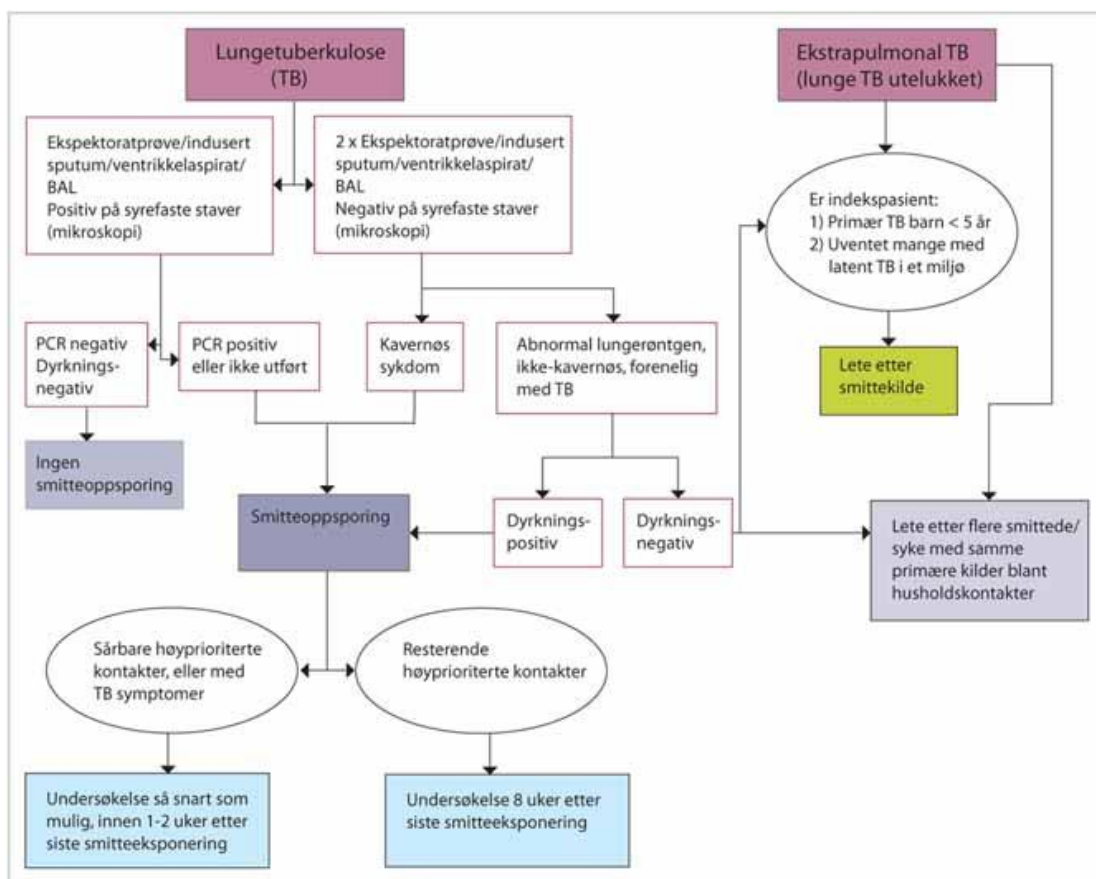 Lungetuberkulose
(TB)
Ekstrapulmonal TB
(lunge TB utelukket)
Ekspektoratprøve/indusert
sputum/ventrikkelaspirat/
BAL
Positiv på syrefaste staver
(mikroskopi)
2 x Ekspektoratprøve/indusert
sputum/ventrikkelaspirat/
BAL
Negativ på syrefaste staver
(mikroskopi)
Er indekspasient:
1) Primær TB barn < 5 år
2) Uventet mange med
latent TB i et miljø
PCR negativ
Dyrknings-
negativ
PCR positiv
eller ikke utført
Kavernøs
sykdom
Abnormal lungerøntgen,
ikke-kavernøs, forenelig
med TB
Lete etter
smittekilde
Ingen
smitteoppsporing
Smitteoppsporing
Dyrknings-
positiv
Dyrknings-
negativ
Lete etter flere smittede/
syke med samme
primære kilder blant
husholdskontakter
Sårbare høyprioriterte
kontakter, eller med
TB symptomer
Resterende
høyprioriterte kontakter
Undersøkelse så snart som
mulig, innen 1-2 uker etter
siste smitteeksponering
Undersøkelse 8 uker etter
siste smitteeksponering